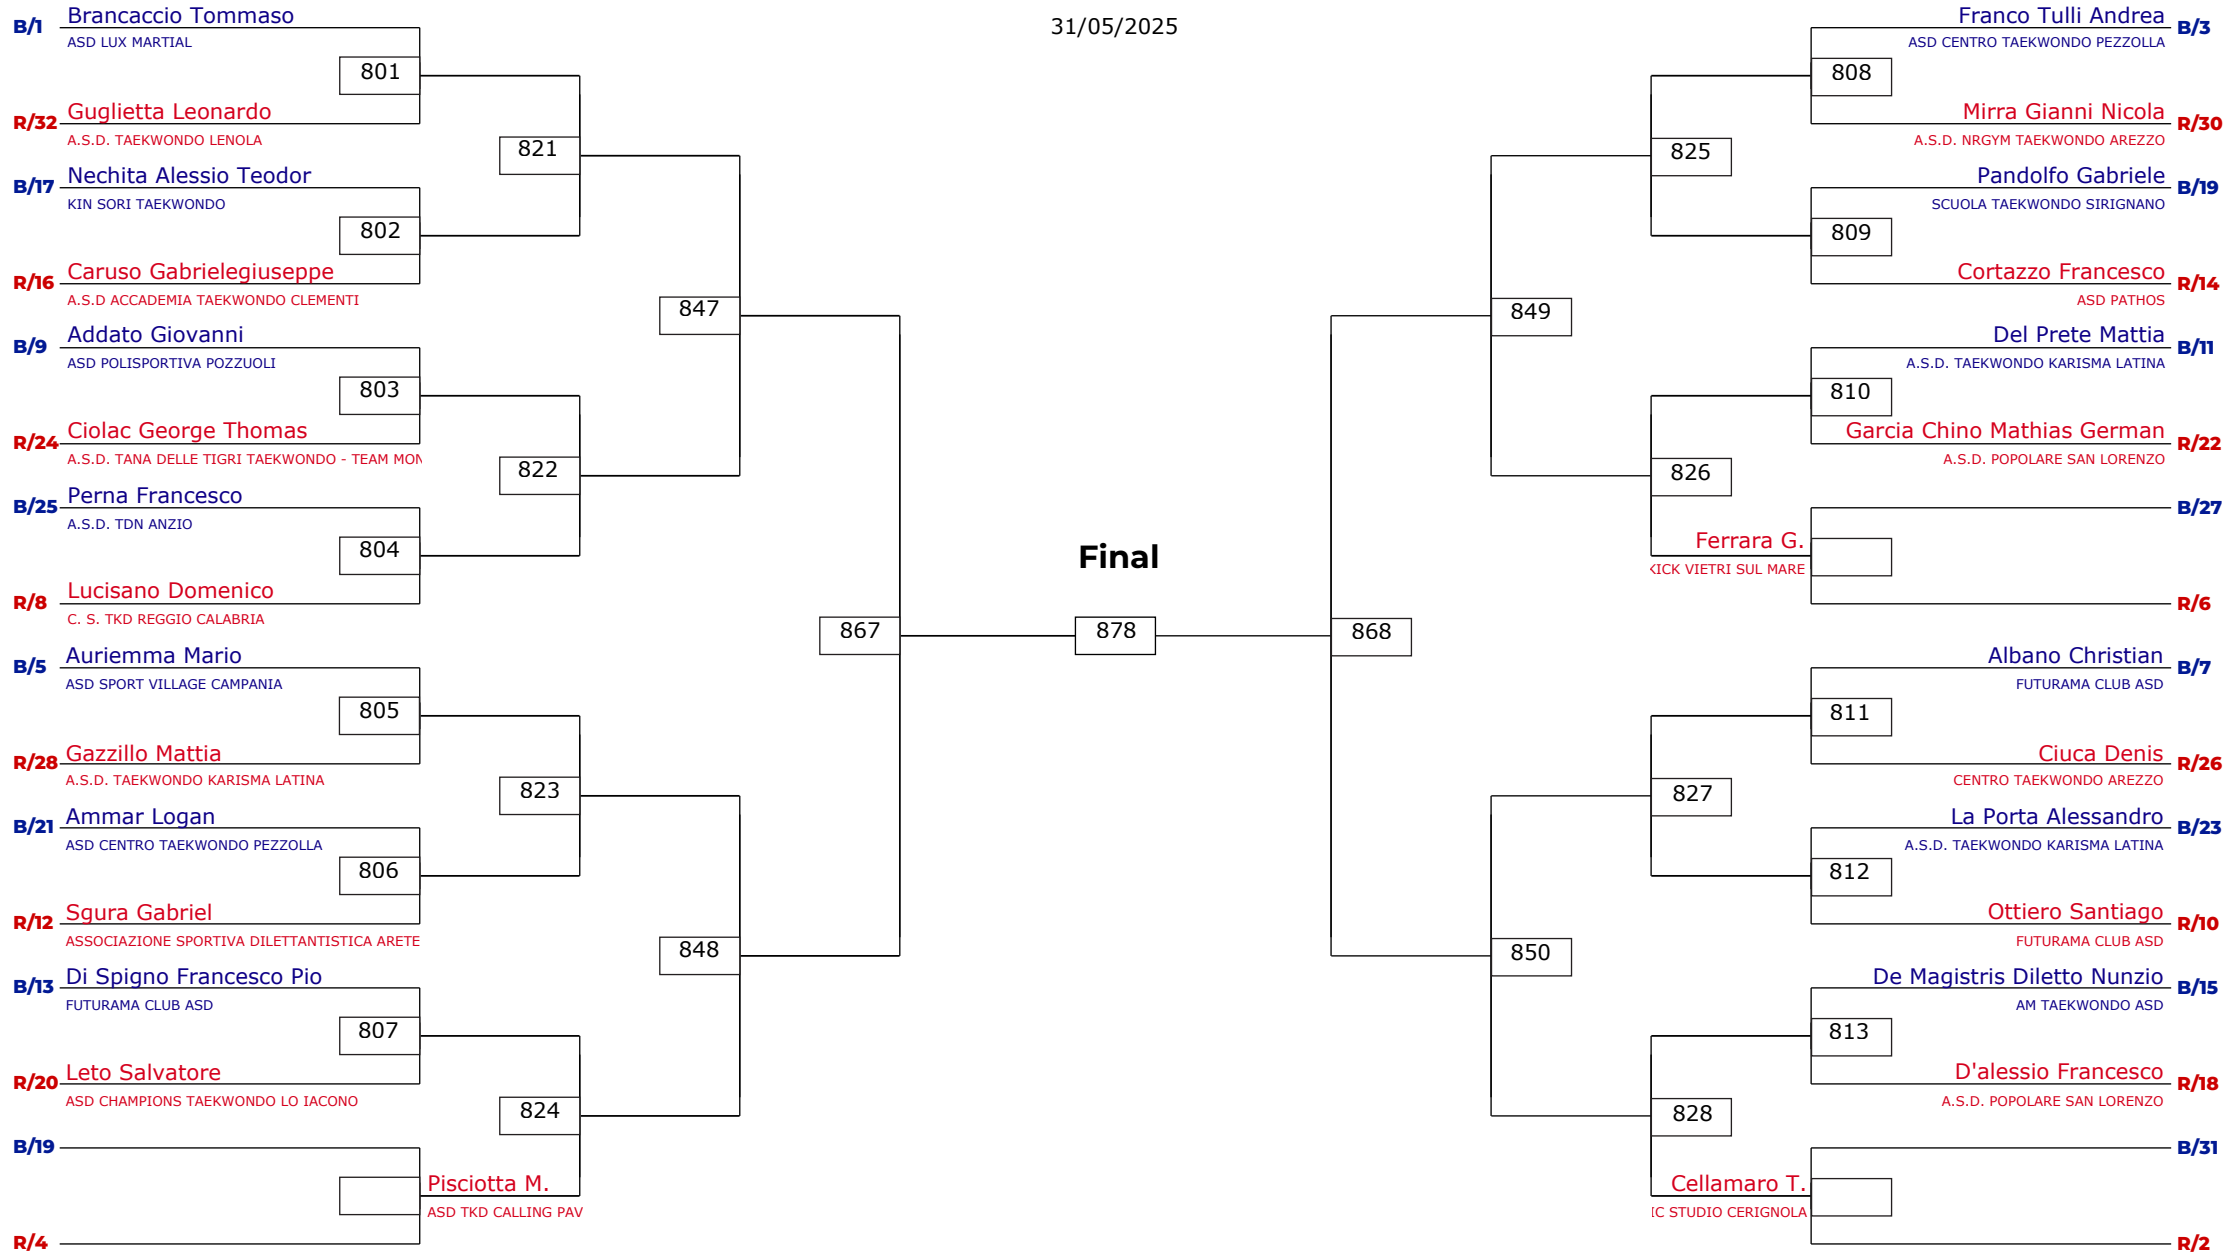 31/05/2025
B/1 Brancaccio Tommaso
ASD LUX MARTIAL
801
R/32 Guglietta Leonardo
A.S.D. TAEKWONDO LENOLA
821
B/17 Nechita Alessio Teodor
KIN SORI TAEKWONDO
802
R/16 Caruso Gabrielegiuseppe
A.S.D ACCADEMIA TAEKWONDO CLEMENTI
847
B/9 Addato Giovanni
ASD POLISPORTIVA POZZUOLI
803
R/24 Ciolac George Thomas
A.S.D. TANA DELLE TIGRI TAEKWONDO - TEAM MON
822
B/25 Perna Francesco
A.S.D. TDN ANZIO
804
R/8 Lucisano Domenico
C. S. TKD REGGIO CALABRIA
867
B/5 Auriemma Mario
ASD SPORT VILLAGE CAMPANIA
805
R/28 Gazzillo Mattia
A.S.D. TAEKWONDO KARISMA LATINA
823
B/21 Ammar Logan
ASD CENTRO TAEKWONDO PEZZOLLA
806
R/12 Sgura Gabriel
ASSOCIAZIONE SPORTIVA DILETTANTISTICA ARETE
848
B/13 Di Spigno Francesco Pio
FUTURAMA CLUB ASD
807
R/20 Leto Salvatore
ASD CHAMPIONS TAEKWONDO LO IACONO
824
B/19
Pisciotta M.
ASD TKD CALLING PAV
R/4
Final
878
Franco Tulli Andrea B/3
ASD CENTRO TAEKWONDO PEZZOLLA
808
Mirra Gianni Nicola R/30
A.S.D. NRGYM TAEKWONDO AREZZO
825
Pandolfo Gabriele B/19
SCUOLA TAEKWONDO SIRIGNANO
809
Cortazzo Francesco R/14
ASD PATHOS
849
Del Prete Mattia B/11
A.S.D. TAEKWONDO KARISMA LATINA
810
Garcia Chino Mathias German R/22
A.S.D. POPOLARE SAN LORENZO
826
B/27
Ferrara G.
KICK VIETRI SUL MARE
R/6
868
Albano Christian B/7
FUTURAMA CLUB ASD
811
Ciuca Denis R/26
CENTRO TAEKWONDO AREZZO
827
La Porta Alessandro B/23
A.S.D. TAEKWONDO KARISMA LATINA
812
Ottiero Santiago R/10
FUTURAMA CLUB ASD
850
De Magistris Diletto Nunzio B/15
AM TAEKWONDO ASD
813
D'alessio Francesco R/18
A.S.D. POPOLARE SAN LORENZO
828
B/31
Cellamaro T.
IC STUDIO CERIGNOLA
R/2